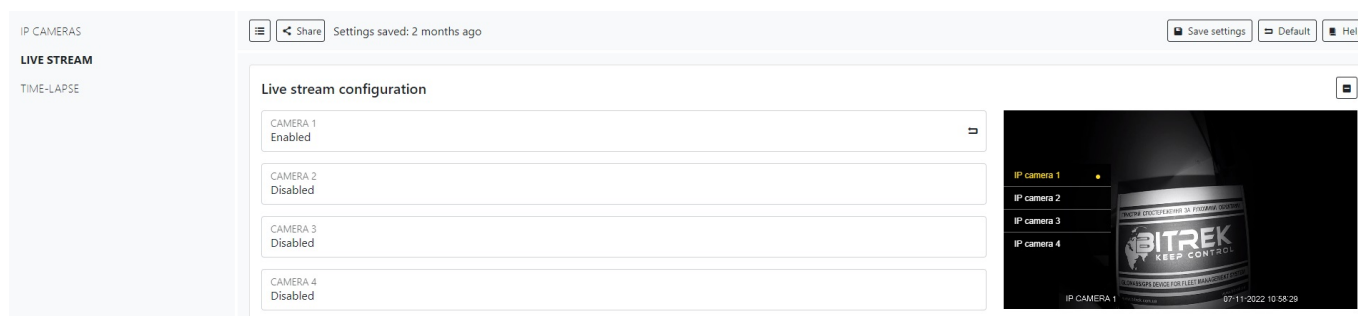 IP CAMERAS
LIVE STREAM
TIME-LAPSE
Share Settings saved: 2 months ago
Save settings Default Hel
Live stream configuration
CAMERA 1
Enabled
CAMERA 2
Disabled
CAMERA 3
Disabled
CAMERA 4
Disabled
IP camera 1
IP camera 2
IP camera 3
IP camera 4
BITREK
KEEP CONTROL
IP CAMERA 1
07-11-2022 10:58:29